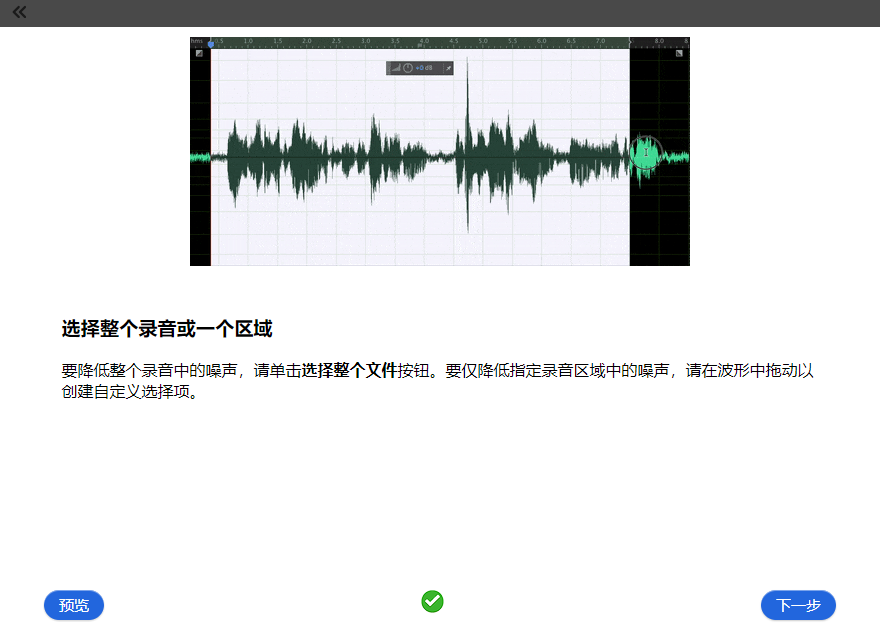 hms 0.5 1.0 1.5 2.0 2.5 3.0 3.5 4.0 4.5 5.0 5.5 6.0 6.5 7.0 8.0
+0 dB
选择整个录音或一个区域
要降低整个录音中的噪声，请单击选择整个文件按钮。要仅降低指定录音区域中的噪声，请在波形中拖动以
创建自定义选择项。
预览
下一步